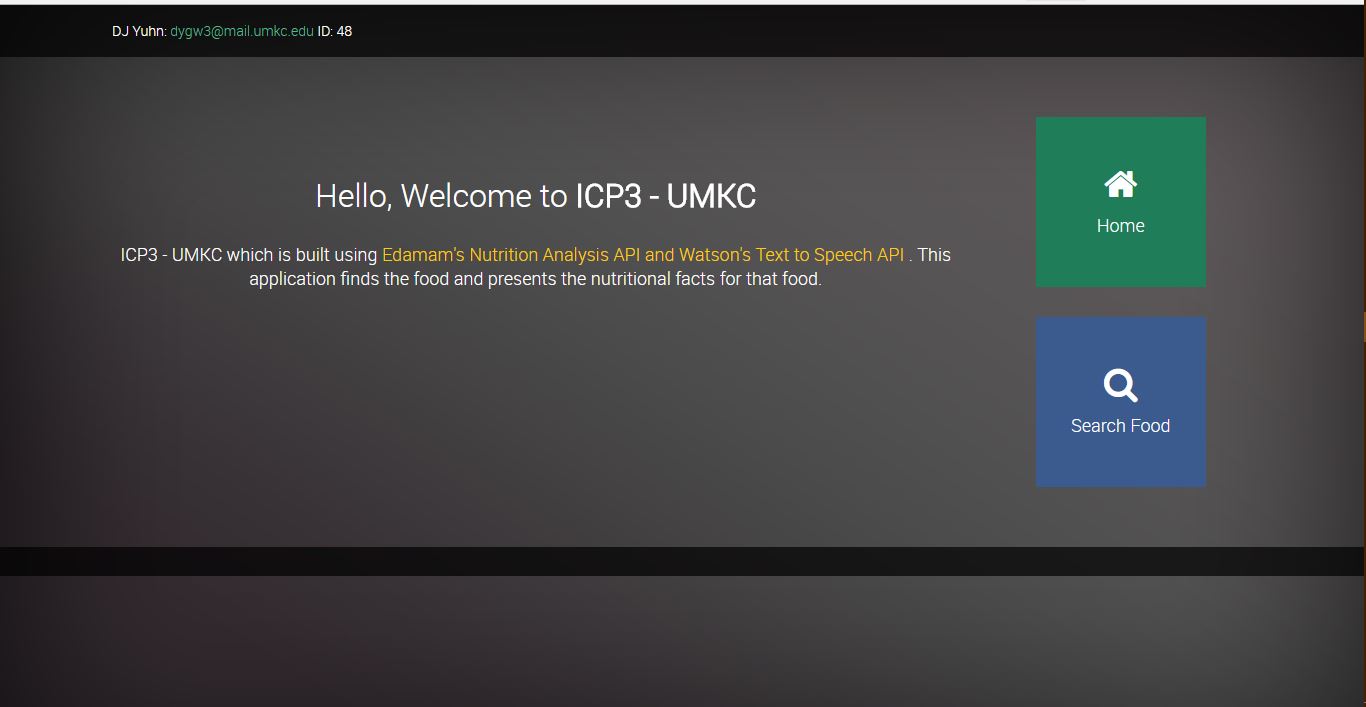 DJ Yuhn: dygw3@mail.umkc.edu ID: 48
Hello, Welcome to ICP3 - UMKC
ICP3 - UMKC which is built using Edamam's Nutrition Analysis API and Watson's Text to Speech API . This
application finds the food and presents the nutritional facts for that food.
Home
Search Food